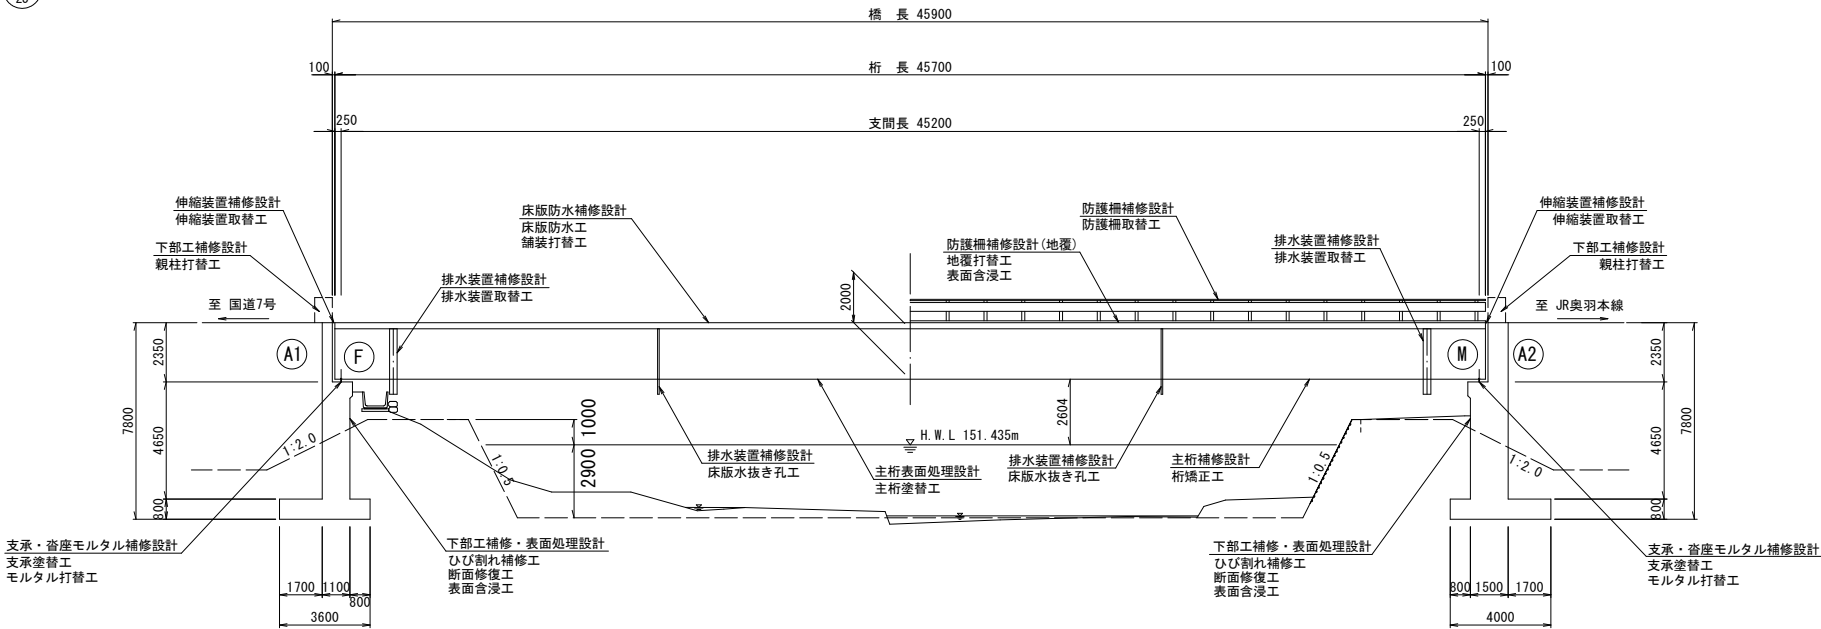 20
橋 長 45900
100
桁 長 45700
100
250
支間長 45200
250
伸縮装置補修設計
伸縮装置取替工
下部工補修設計
親柱打替工
至 国道7号
排水装置補修設計
排水装置取替工
床版防水補修設計
床版防水工
舗装打替工
2000
防護柵補修設計(地覆)
地覆打替工
表面含浸工
防護柵補修設計
防護柵取替工
排水装置補修設計
排水装置取替工
伸縮装置補修設計
伸縮装置取替工
下部工補修設計
親柱打替工
至 JR奥羽本線
A1
F
M
A2
2350
4650
800
7800
2350
4650
800
7800
1:2.0
1:0.5
2900 1000
2604
H.W.L 151.435m
1:0.5
1:2.0
排水装置補修設計
床版水抜き孔工
主桁表面処理設計
主桁塗替工
排水装置補修設計
床版水抜き孔工
主桁補修設計
桁矯正工
支承・沓座モルタル補修設計
支承塗替工
モルタル打替工
下部工補修・表面処理設計
ひび割れ補修工
断面修復工
表面含浸工
下部工補修・表面処理設計
ひび割れ補修工
断面修復工
表面含浸工
支承・沓座モルタル補修設計
支承塗替工
モルタル打替工
1700 1100
800
3600
800 1500 1700
4000